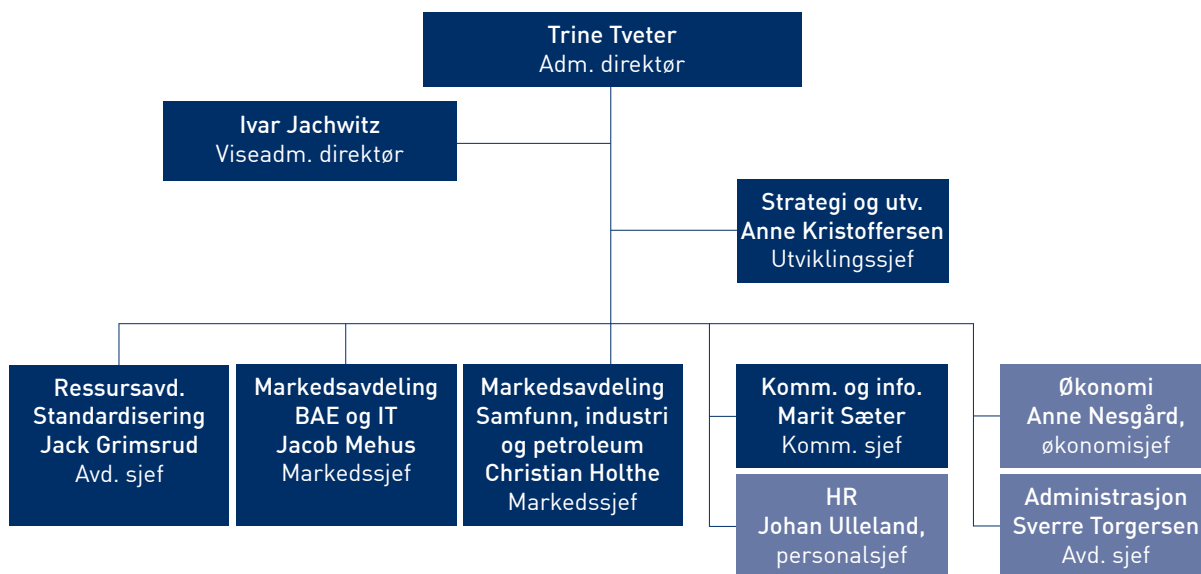 Trine Tveter
Adm. direktør
Ivar Jachwitz
Viseadm. direktør
Strategi og utv.
Anne Kristoffersen
Utviklingssjef
Ressursavd.
Standardisering
Jack Grimsrud
Avd. sjef
Markedsavdeling
BAE og IT
Jacob Mehus
Markedssjef
Markedsavdeling
Samfunn, industri
og petroleum
Christian Holthe
Markedssjef
Komm. og info.
Marit Sæter
Komm. sjef
HR
Johan Ulleland,
personalsjef
Økonomi
Anne Nesgård,
økonomisjef
Administrasjon
Sverre Torgersen
Avd. sjef